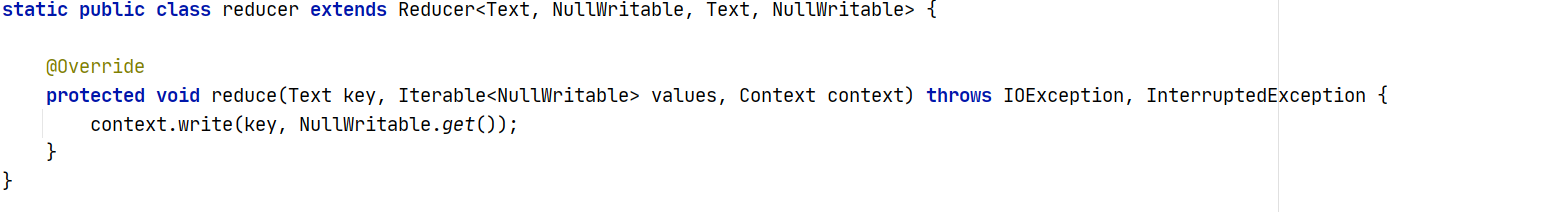 static public class reducer extends Reducer<Text, NullWritable, Text, NullWritable> {
@Override
protected void reduce(Text key, Iterable<NullWritable> values, Context context) throws IOException, InterruptedException {
context.write(key, NullWritable.get());
}
}